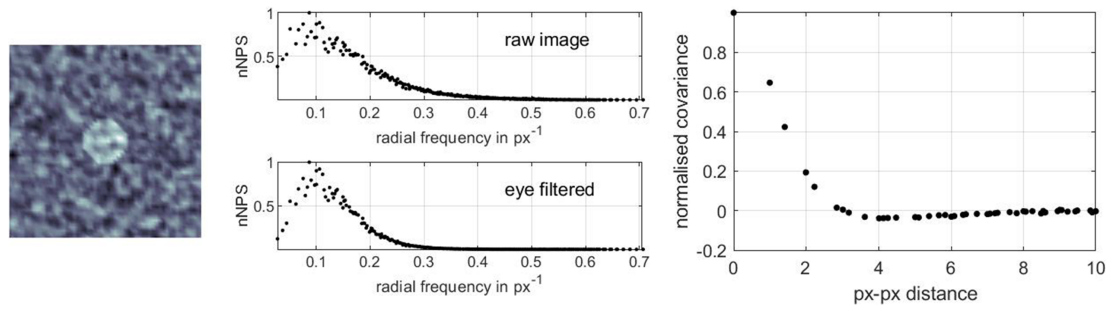 1
0.5
nNPS
raw image
0.1 0.2 0.3 0.4 0.5 0.6 0.7
radial frequency in px-1
1
0.5
nNPS
eye filtered
0.1 0.2 0.3 0.4 0.5 0.6 0.7
radial frequency in px-1
normalised covariance
0.8
0.6
0.4
0.2
0
-0.2
0 2 4 6 8 10
px-px distance